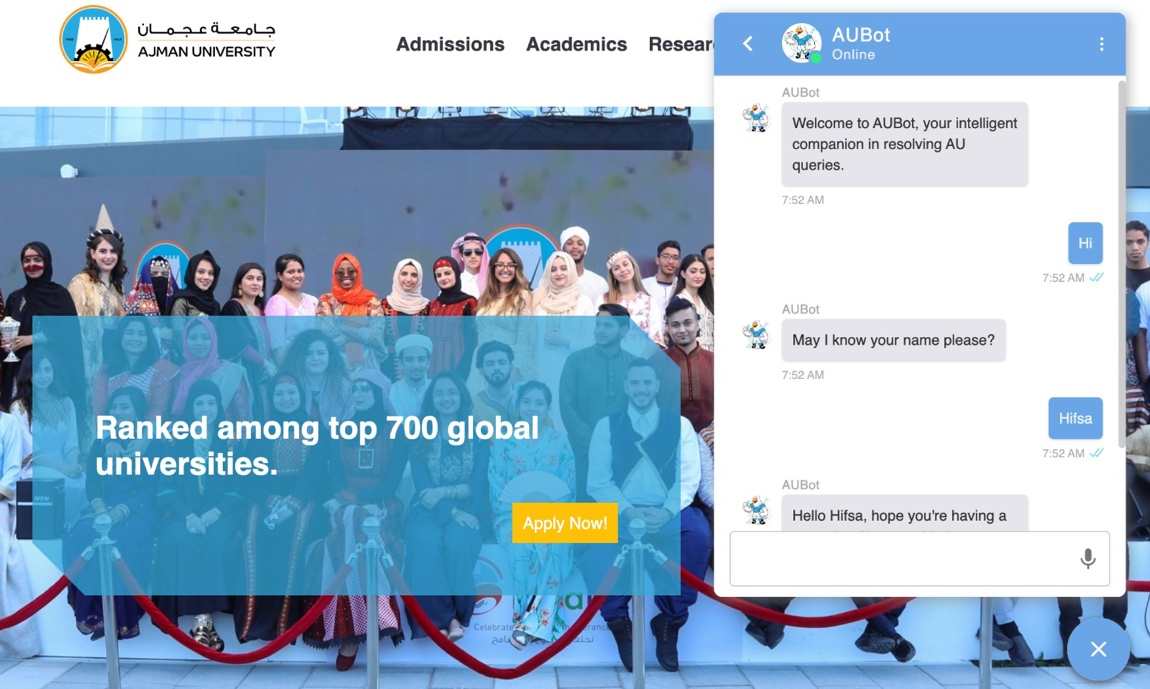 جامعة عجمان
AJMAN UNIVERSITY
Admissions
Academics
Resear
Ranked among top 700 global
universities.
Apply Now!
AUBot
Online
AUBot
Welcome to AUBot, your intelligent
companion in resolving AU
queries.
7:52 AM
Hi
7:52 AM
AUBot
May I know your name please?
7:52 AM
Hifsa
7:52 AM
AUBot
Hello Hifsa, hope you're having a
Celebrate